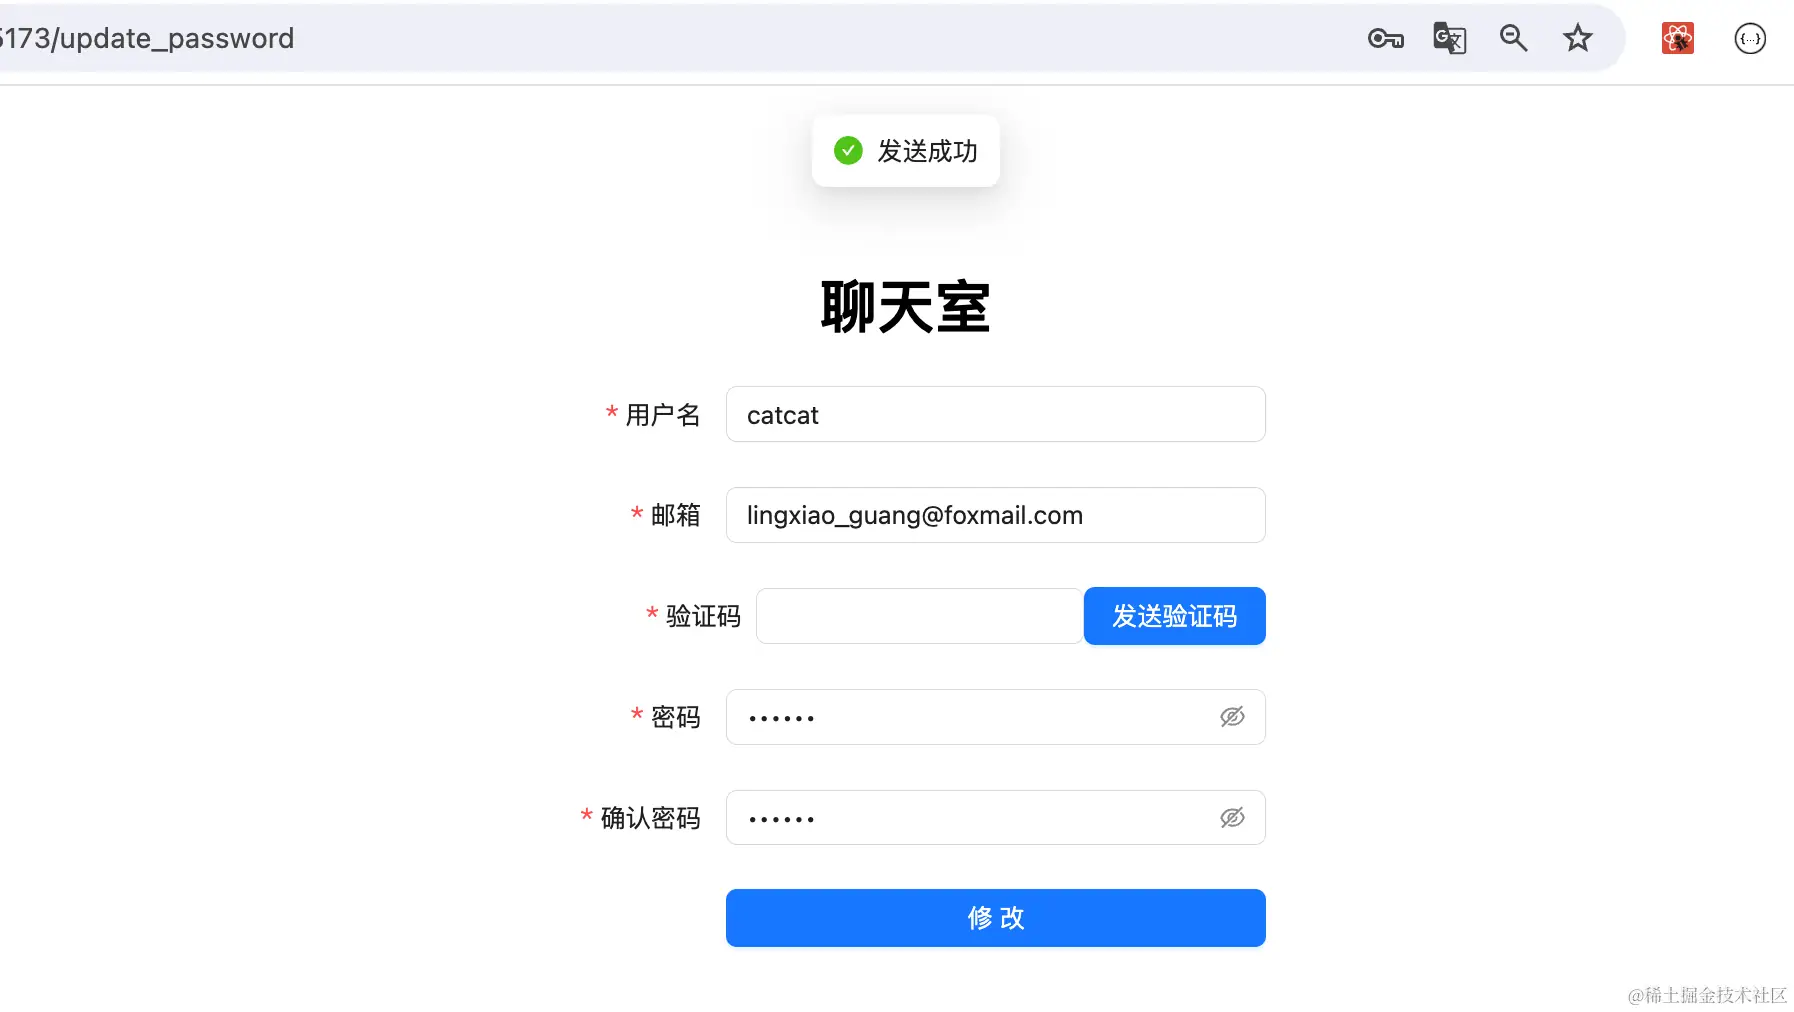 5173/update_password
发送成功
聊天室
* 用户名 catcat
* 邮箱 lingxiao_guang@foxmail.com
* 验证码 发送验证码
* 密码 ••••••
* 确认密码 ••••••
修 改
@稀土掘金技术社区